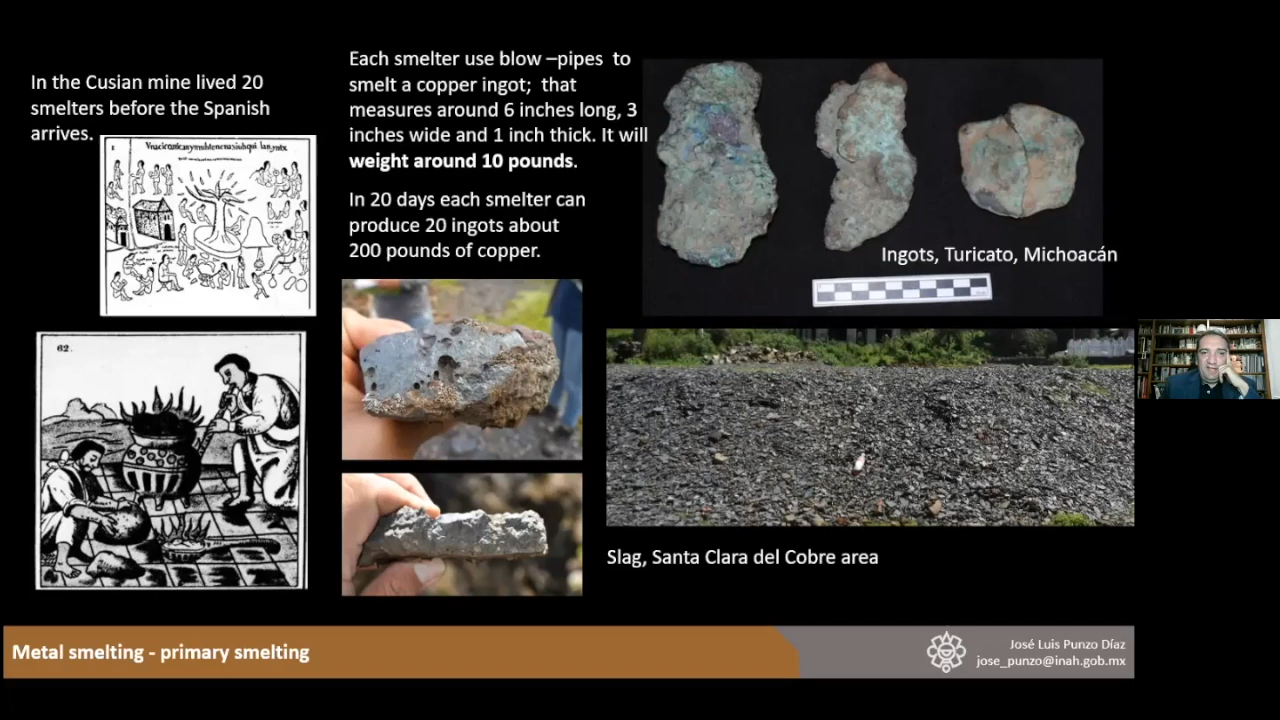 In the Cusian mine lived 20
smelters before the Spanish
arrives.
Each smelter use blow –pipes to
smelt a copper ingot; that
measures around 6 inches long, 3
inches wide and 1 inch thick. It will
weight around 10 pounds.
In 20 days each smelter can
produce 20 ingots about
200 pounds of copper.
62.
Ingots, Turicato, Michoacán
Slag, Santa Clara del Cobre area
Metal smelting - primary smelting
José Luis Punzo Díaz
jose_punzo@inah.gob.mx